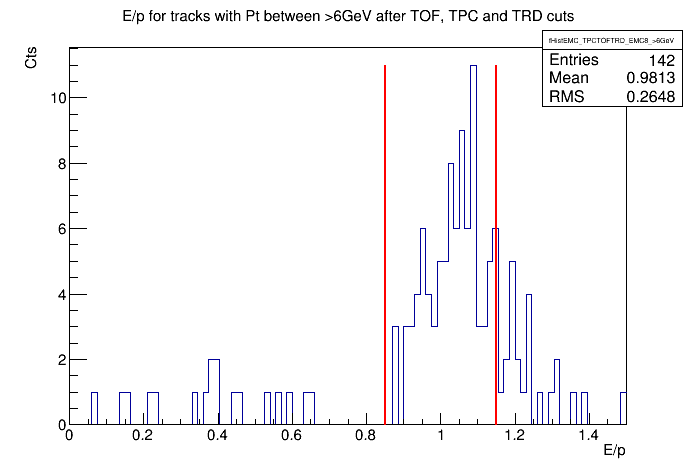 E/p for tracks with Pt between >6GeV after TOF, TPC and TRD cuts
fHistEMC_TPCTOFTRD_EMC8_>6GeV
Entries 142
Mean 0.9813
RMS 0.2648
Cts
10
8
6
4
2
0
0 0.2 0.4 0.6 0.8 1 1.2 1.4
E/p